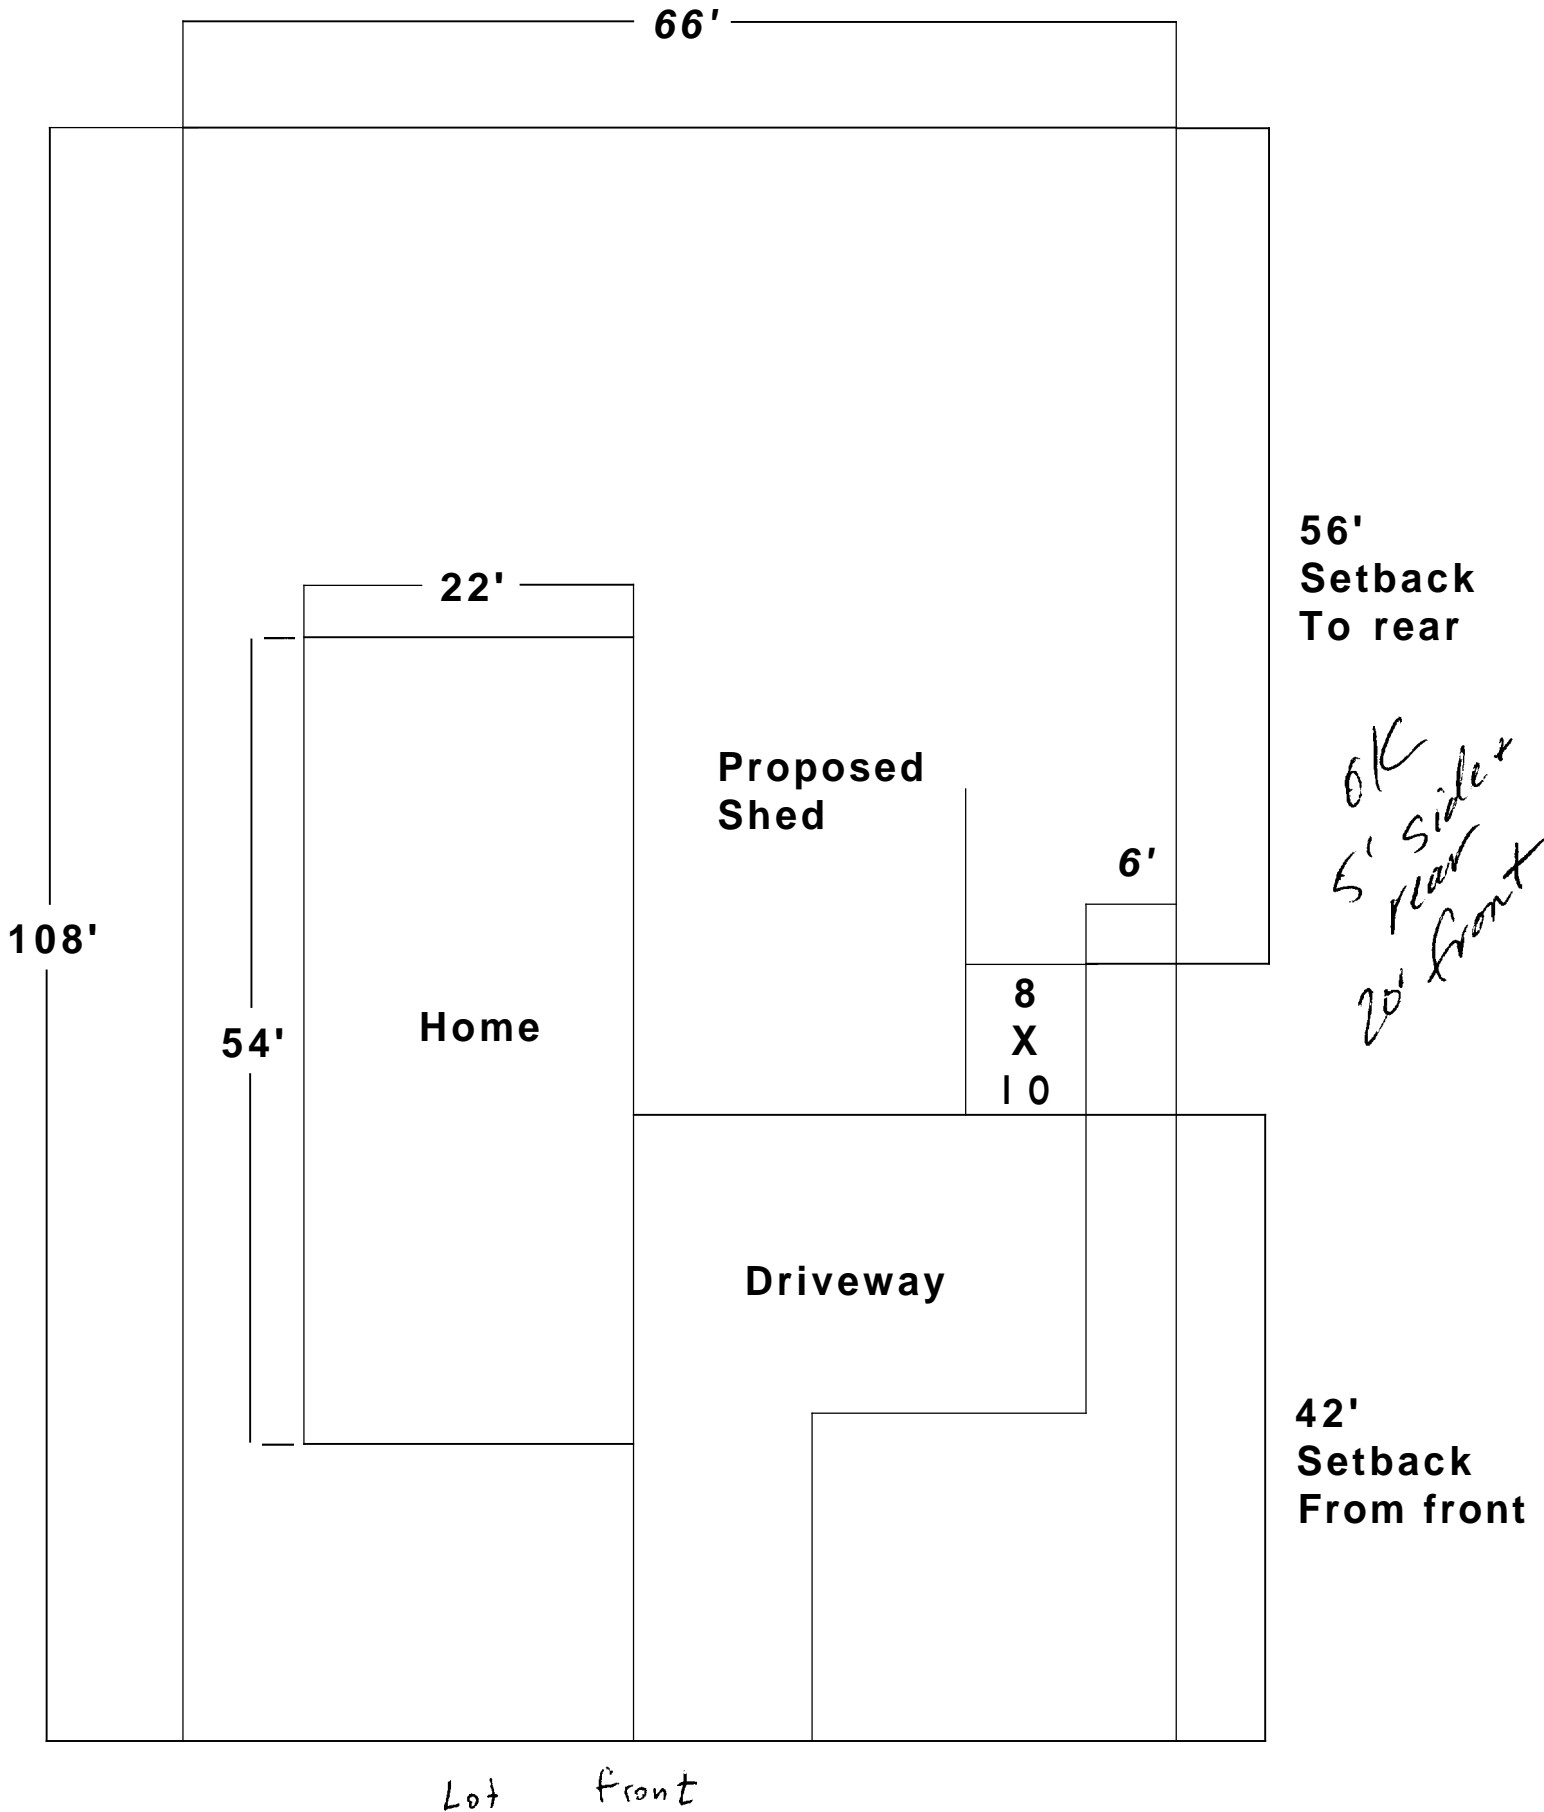 66'
22'
56'
Setback
To rear
Proposed
Shed
OK
5' side +
rear
20' front
6'
108'
8
X
10
Home
54'
Driveway
42'
Setback
From front
Lot front